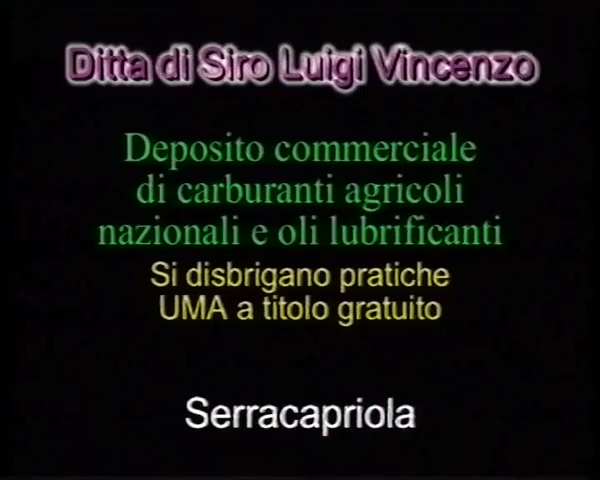 Ditta di Siro Luigi Vincenzo
Deposito commerciale
di carburanti agricoli
nazionali e oli lubrificanti
Si disbrigano pratiche
UMA a titolo gratuito
Serracapriola